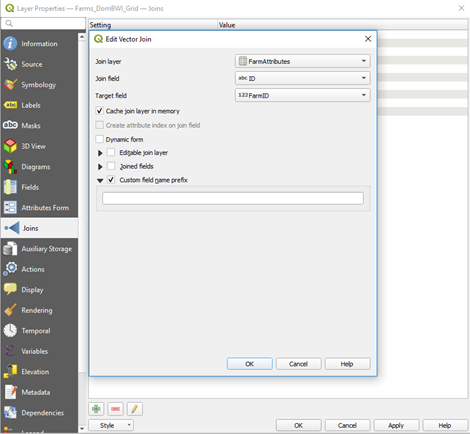 Layer Properties — Farms_DomBWI_Grid — Joins
Setting Value
Information
Source
Symbology
abc Labels
abc Masks
3D View
Diagrams
Fields
Attributes Form
Joins
Auxiliary Storage
Actions
Display
Rendering
Temporal
Variables
Elevation
Metadata
Dependencies
Edit Vector Join
Join layer FarmAttributes
Join field abc ID
Target field 123 FarmID
Cache join layer in memory
Create attribute index on join field
Dynamic form
Editable join layer
Joined fields
Custom field name prefix
OK Cancel Help
Style OK Cancel Apply Help